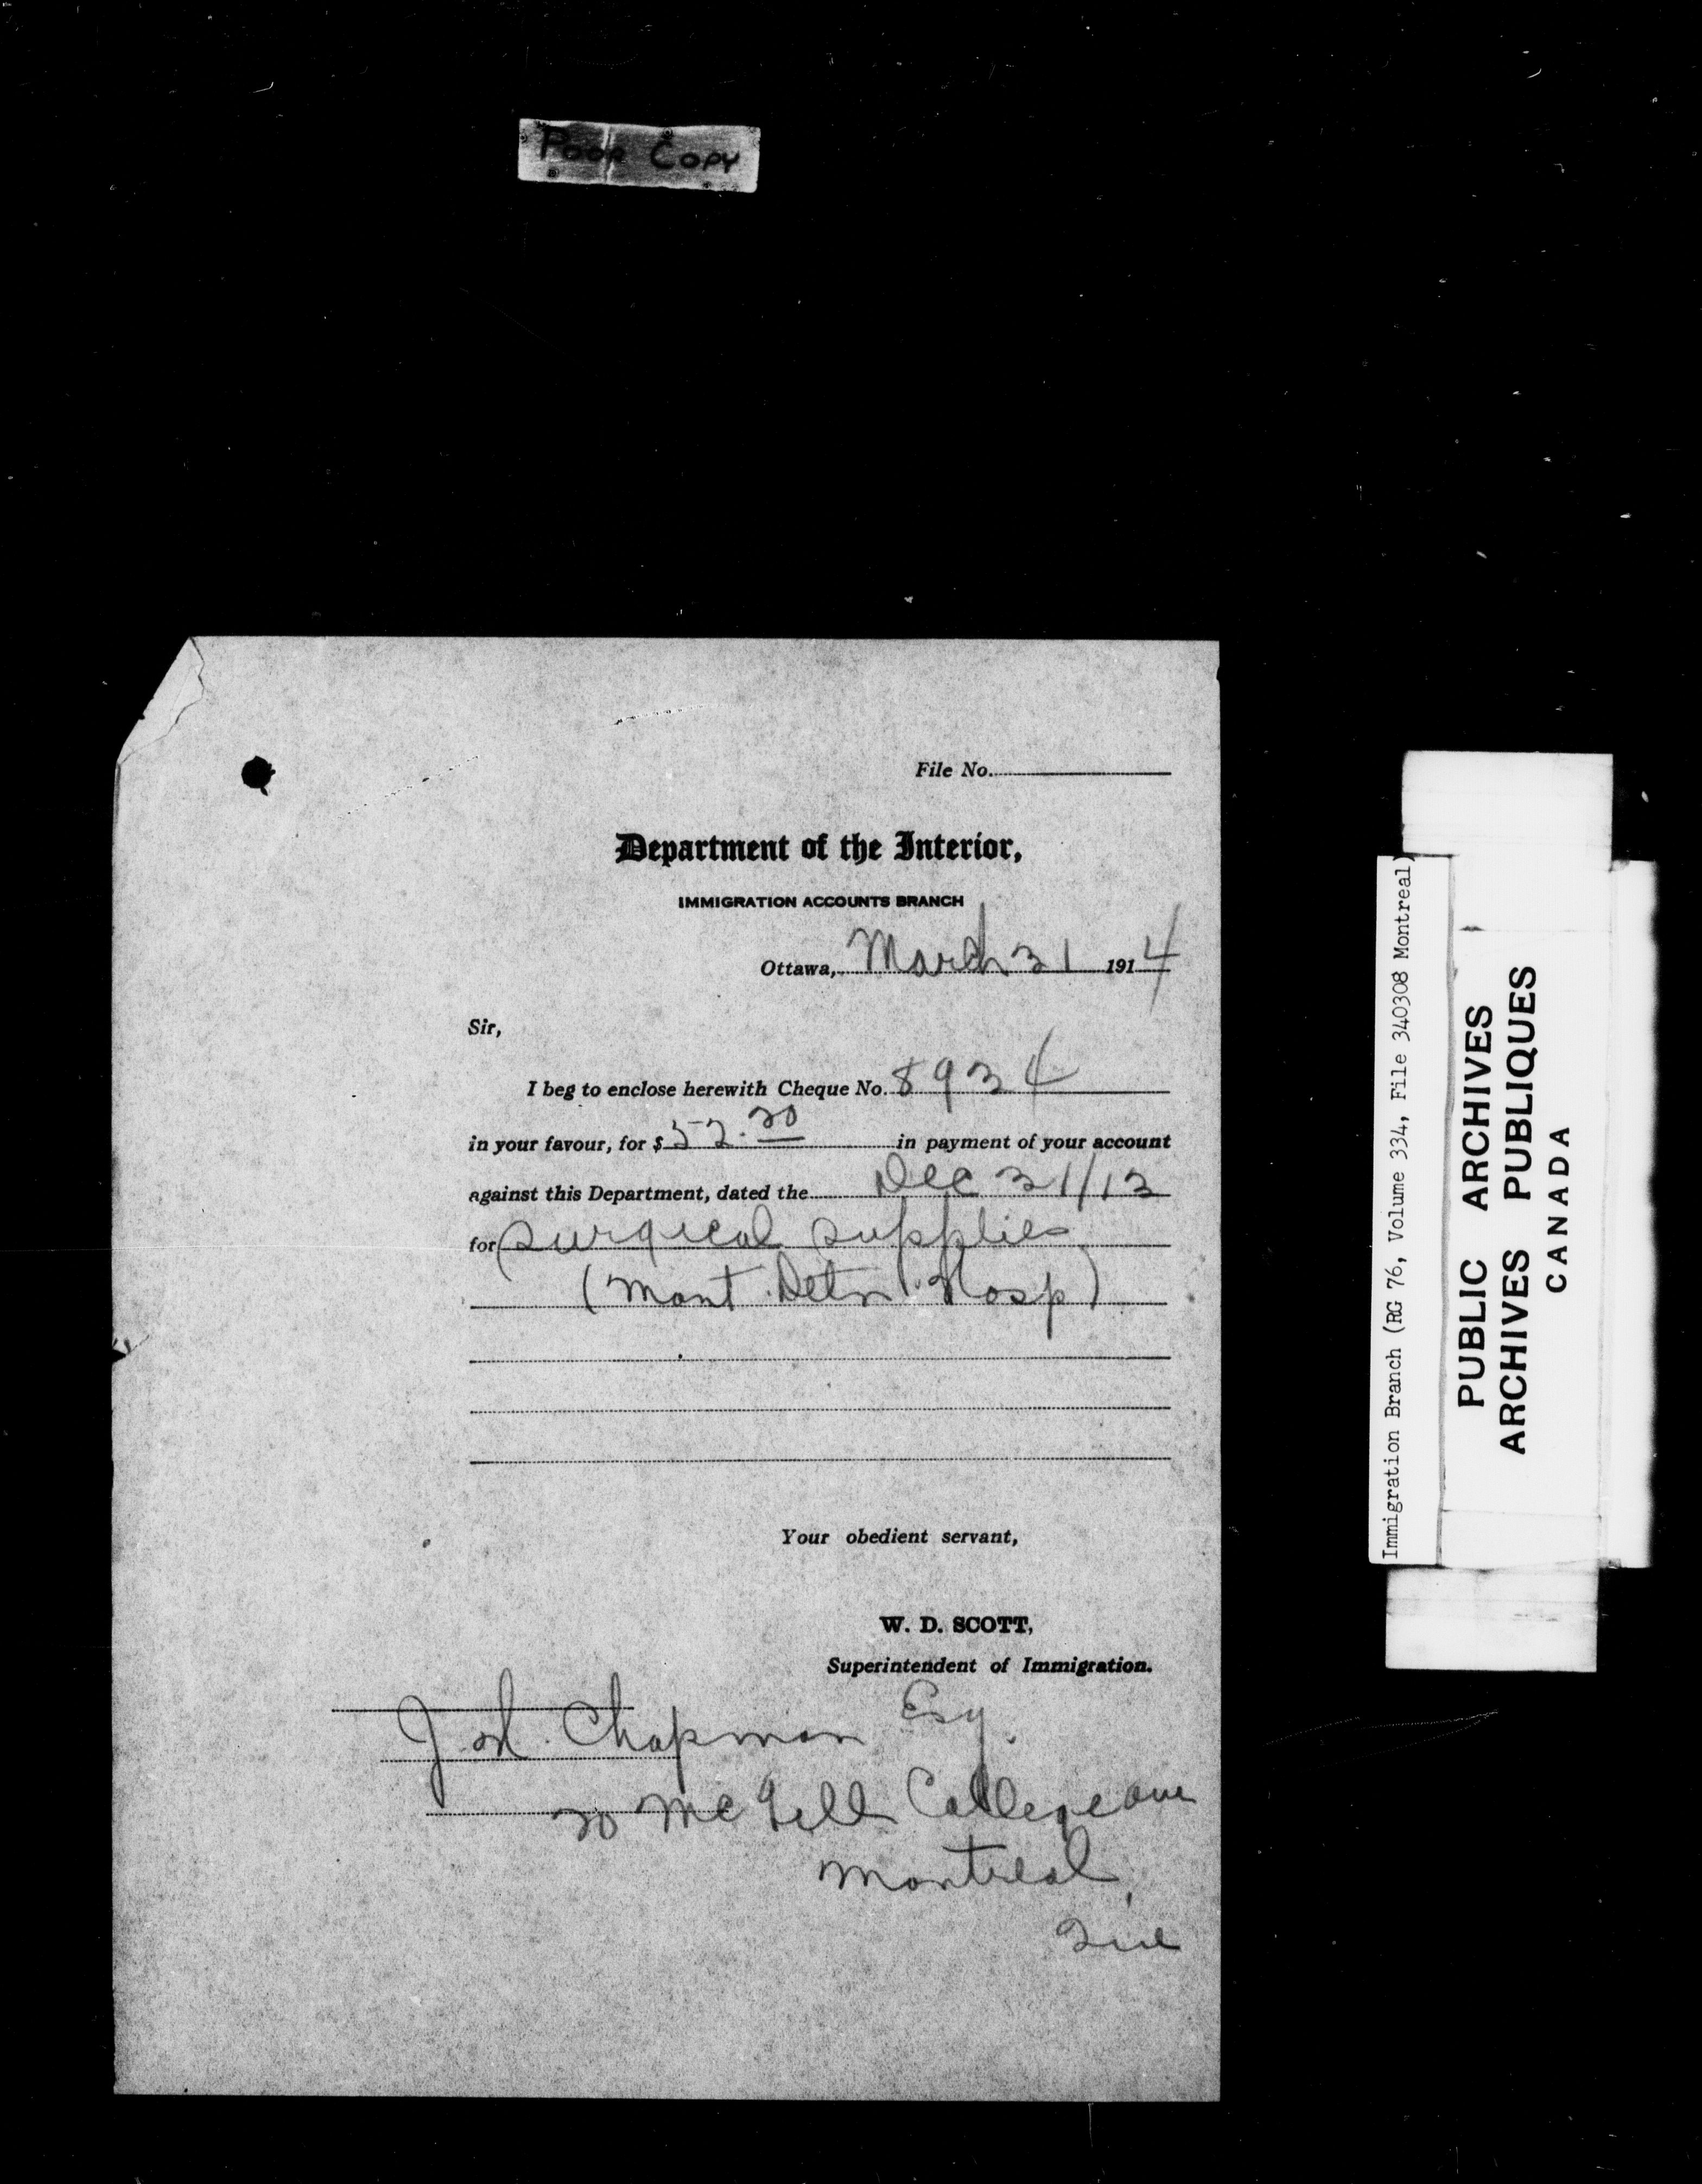 Poor Copy
File No.
Department of the Interior,
IMMIGRATION ACCOUNTS BRANCH
Ottawa, March 31 1914
Sir,
I beg to enclose herewith Cheque No. 8934
in your favour, for $ 52.20 in payment of your account
against this Department, dated the Dec 31/13
for surgical supplies
(Mont. Detn. Hosp)
Your obedient servant,
W. D. SCOTT,
Superintendent of Immigration.
J. H. Chapman Esq.
20 McGill College ave
Montreal,
Que
Immigration Branch (RG 76, Volume 334, File 340308 Montreal)
PUBLIC ARCHIVES
ARCHIVES PUBLIQUES
CANADA